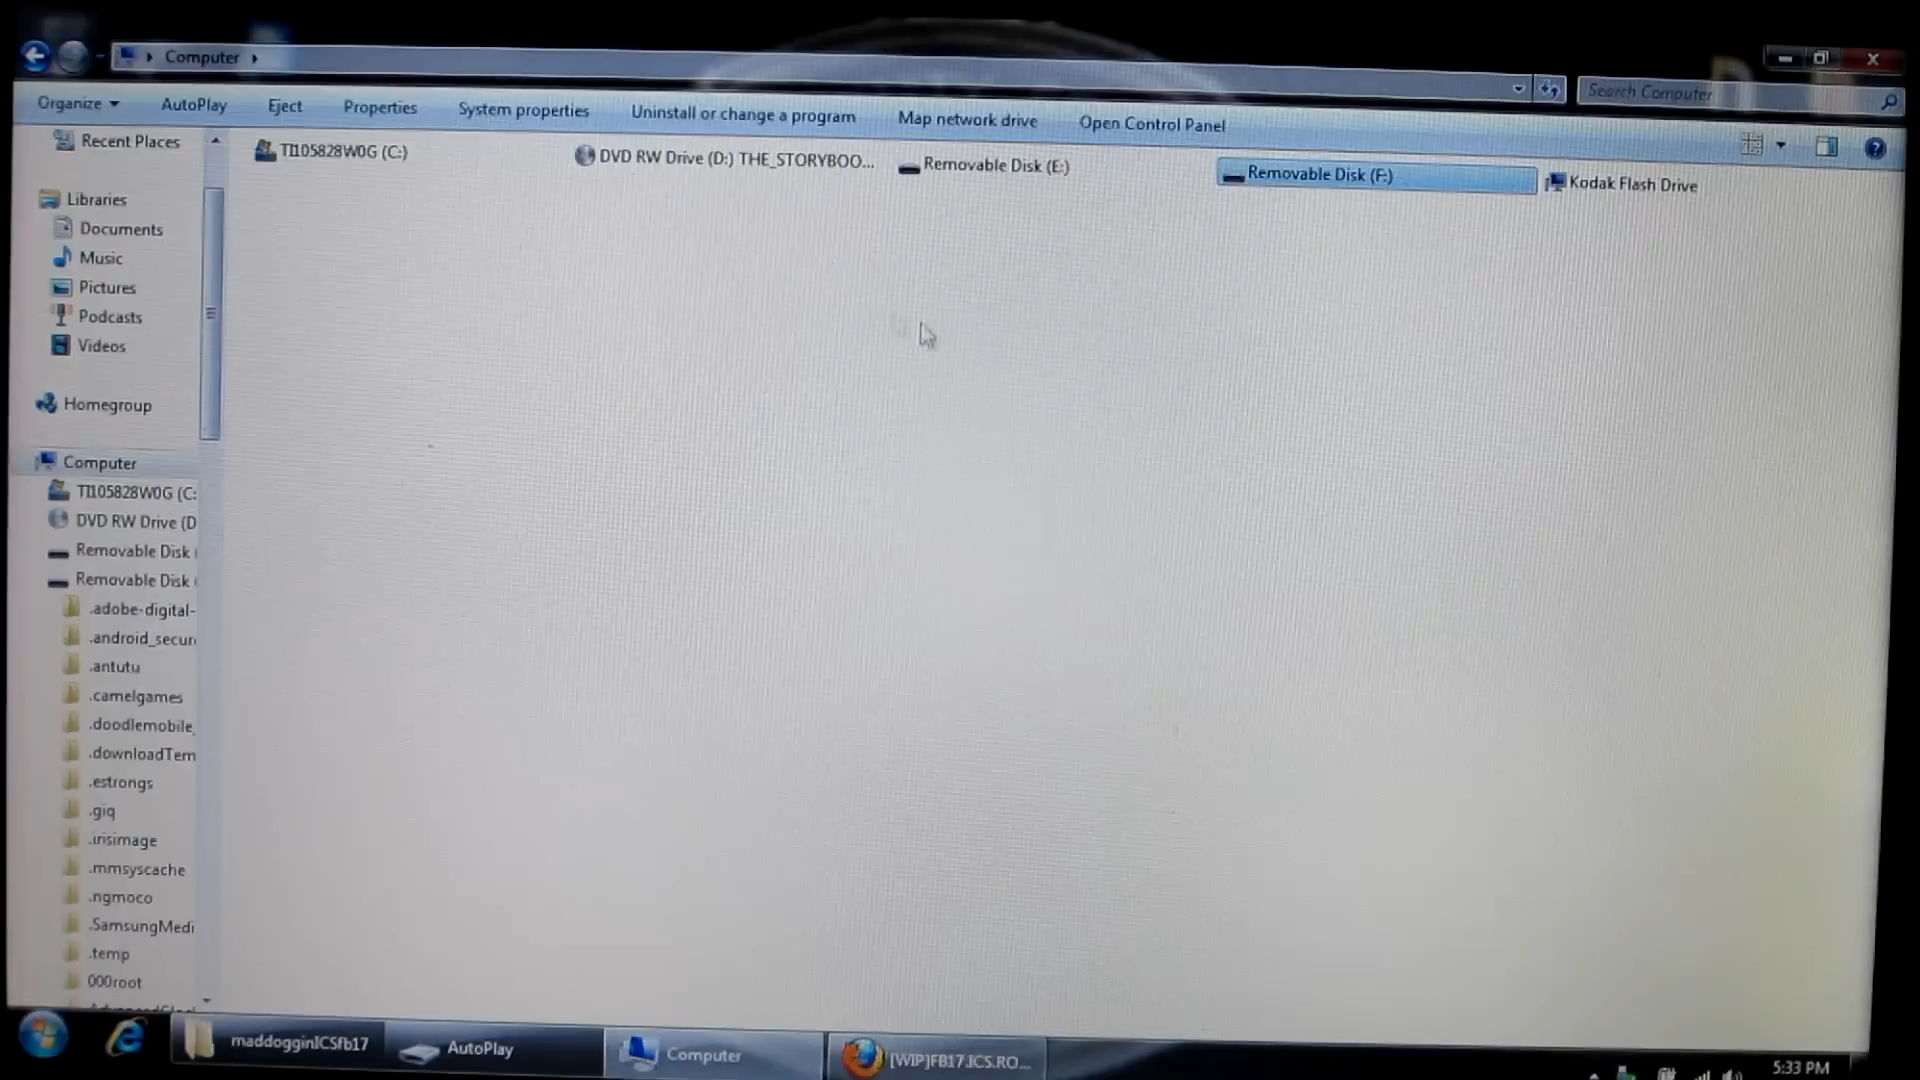 Computer
Search Computer
Organize
AutoPlay
Eject
Properties
System properties
Uninstall or change a program
Map network drive
Open Control Panel
Recent Places
Libraries
Documents
Music
Pictures
Podcasts
Videos
Homegroup
Computer
TI105828W0G (C:
DVD RW Drive (D
Removable Disk
Removable Disk
.adobe-digital-
.android_secur
.antutu
.camelgames
.doodlemobile_
.downloadTem
.estrongs
.giq
.irisimage
.mmsyscache
.ngmoco
.SamsungMedi
.temp
000root
TI105828W0G (C:)
DVD RW Drive (D:) THE_STORYBOO...
Removable Disk (E:)
Removable Disk (F:)
Kodak Flash Drive
maddogginICSfb17
AutoPlay
Computer
[WIP]FB17.ICS.RO...
5:33 PM